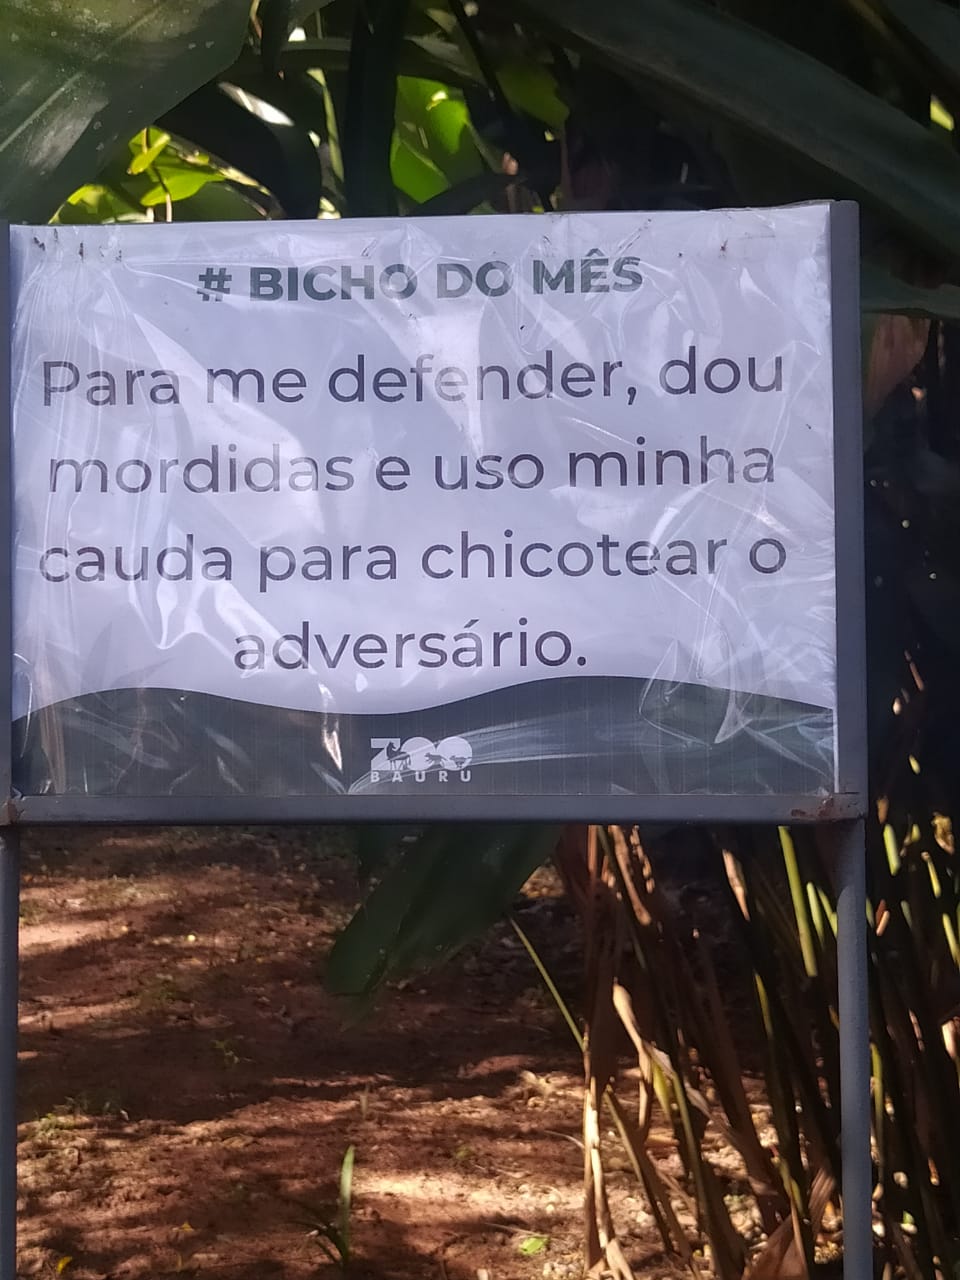 # BICHO DO MÊS
Para me defender, dou
mordidas e uso minha
cauda para chicotear o
adversário.
ZOO
BAURU